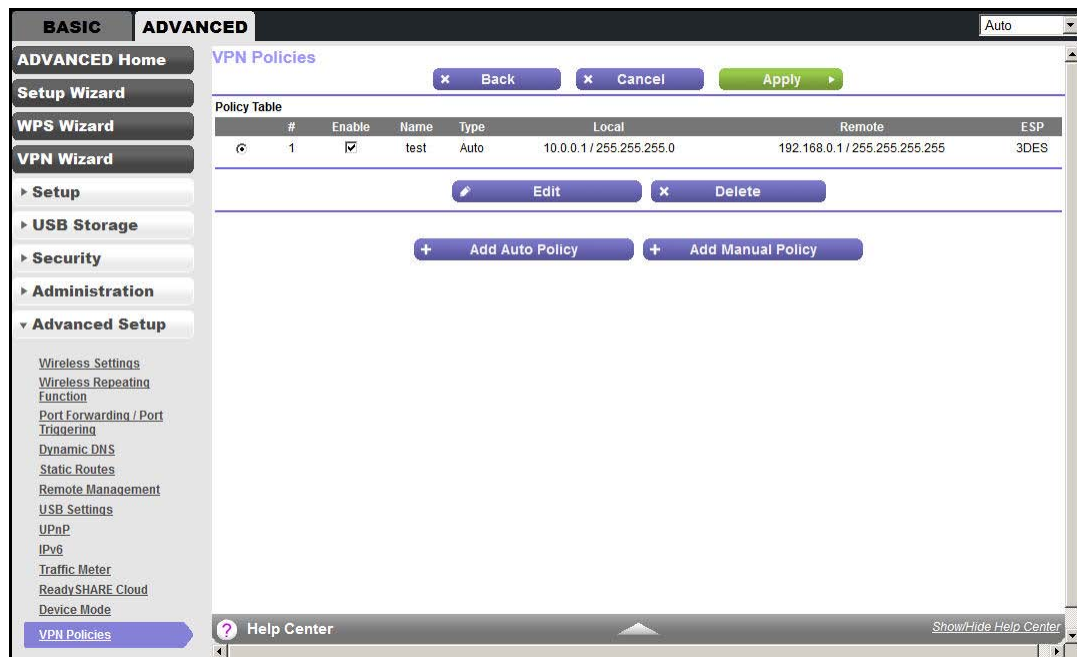 BASIC
ADVANCED
Auto
ADVANCED Home
Setup Wizard
WPS Wizard
VPN Wizard
Setup
USB Storage
Security
Administration
Advanced Setup
Wireless Settings
Wireless Repeating
Function
Port Forwarding / Port
Triggering
Dynamic DNS
Static Routes
Remote Management
USB Settings
UPnP
IPv6
Traffic Meter
ReadySHARE Cloud
Device Mode
VPN Policies
VPN Policies
Back
Cancel
Apply
Policy Table
# Enable Name Type Local Remote ESP
1 test Auto 10.0.0.1 / 255.255.255.0 192.168.0.1 / 255.255.255.255 3DES
Edit
Delete
+ Add Auto Policy
+ Add Manual Policy
? Help Center
Show/Hide Help Center